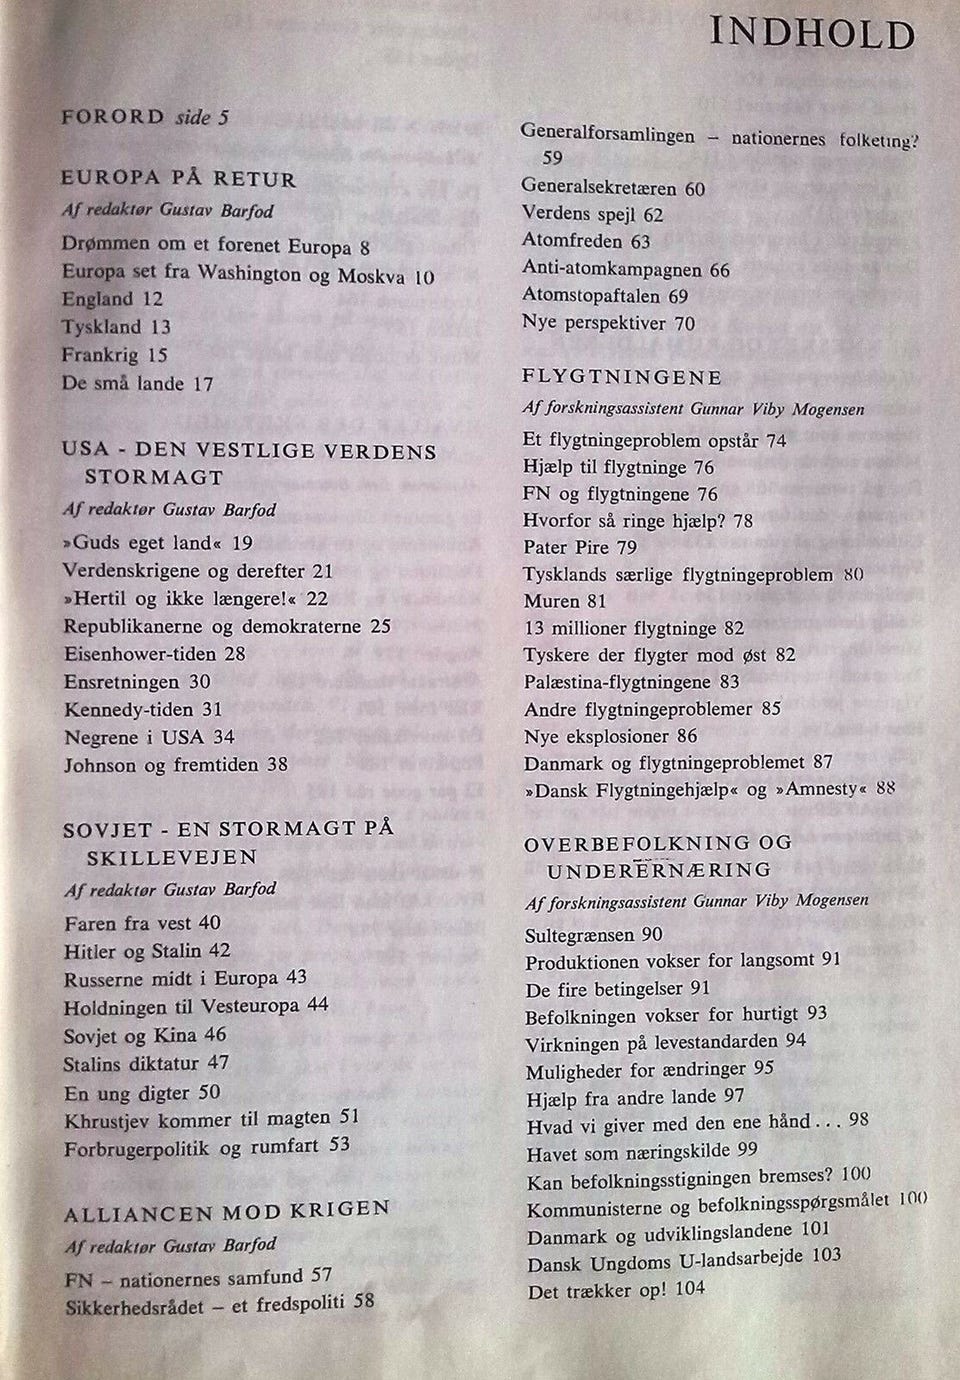 INDHOLD
FORORD side 5
EUROPA PÅ RETUR
Af redaktør Gustav Barfod
Drømmen om et forenet Europa 8
Europa set fra Washington og Moskva 10
England 12
Tyskland 13
Frankrig 15
De små lande 17
USA - DEN VESTLIGE VERDENS
STORMAGT
Af redaktør Gustav Barfod
»Guds eget land« 19
Verdenskrigene og derefter 21
»Hertil og ikke længere!« 22
Republikanerne og demokraterne 25
Eisenhower-tiden 28
Ensretningen 30
Kennedy-tiden 31
Negrene i USA 34
Johnson og fremtiden 38
SOVJET - EN STORMAGT PÅ
SKILLEVEJEN
Af redaktør Gustav Barfod
Faren fra vest 40
Hitler og Stalin 42
Russerne midt i Europa 43
Holdningen til Vesteuropa 44
Sovjet og Kina 46
Stalins diktatur 47
En ung digter 50
Khrustjev kommer til magten 51
Forbrugerpolitik og rumfart 53
ALLIANCEN MOD KRIGEN
Af redaktør Gustav Barfod
FN – nationernes samfund 57
Sikkerhedsrådet – et fredspoliti 58
Generalforsamlingen – nationernes folketing?
59
Generalsekretæren 60
Verdens spejl 62
Atomfreden 63
Anti-atomkampagnen 66
Atomstopaftalen 69
Nye perspektiver 70
FLYGTNINGENE
Af forskningsassistent Gunnar Viby Mogensen
Et flygtningeproblem opstår 74
Hjælp til flygtninge 76
FN og flygtningene 76
Hvorfor så ringe hjælp? 78
Pater Pire 79
Tysklands særlige flygtningeproblem 80
Muren 81
13 millioner flygtninge 82
Tyskere der flygter mod øst 82
Palæstina-flygtningene 83
Andre flygtningeproblemer 85
Nye eksplosioner 86
Danmark og flygtningeproblemet 87
»Dansk Flygtningehjælp« og »Amnesty« 88
OVERBEFOLKNING OG
UNDERERNÆRING
Af forskningsassistent Gunnar Viby Mogensen
Sultegrænsen 90
Produktionen vokser for langsomt 91
De fire betingelser 91
Befolkningen vokser for hurtigt 93
Virkningen på levestandarden 94
Muligheder for ændringer 95
Hjælp fra andre lande 97
Hvad vi giver med den ene hånd... 98
Havet som næringskilde 99
Kan befolkningsstigningen bremses? 100
Kommunisterne og befolkningsspørgsmålet 100
Danmark og udviklingslandene 101
Dansk Ungdoms U-landsarbejde 103
Det trækker op! 104